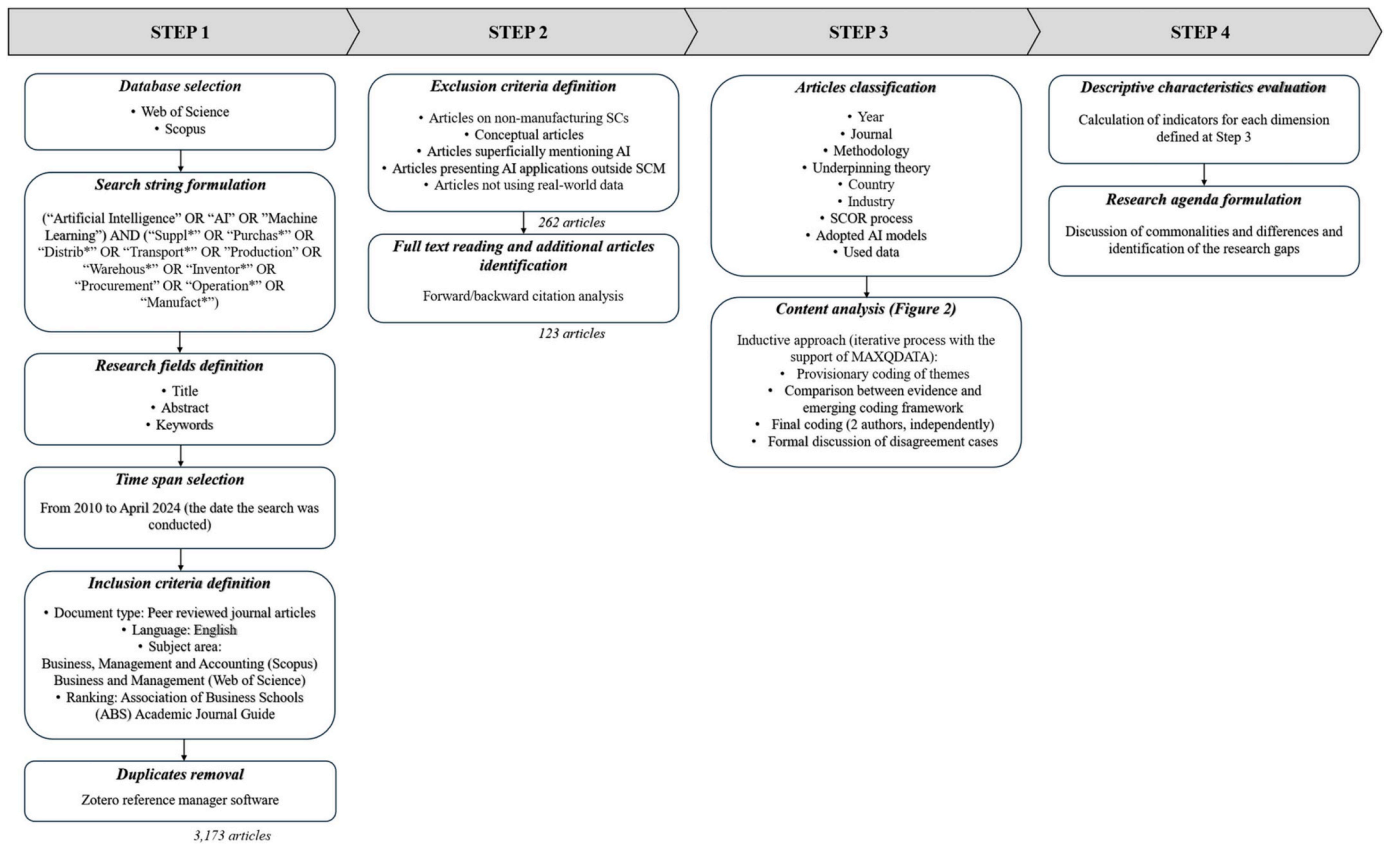 STEP 1
STEP 2
STEP 3
STEP 4
Database selection
• Web of Science
• Scopus
Search string formulation
(“Artificial Intelligence” OR “AI” OR ”Machine
Learning”) AND (“Suppl*” OR “Purchas*” OR
“Distrib*” OR “Transport*” OR ”Production” OR
“Warehous*” OR “Inventor*” OR
“Procurement” OR “Operation*” OR
“Manufact*”)
Research fields definition
• Title
• Abstract
• Keywords
Time span selection
From 2010 to April 2024 (the date the search was
conducted)
Inclusion criteria definition
• Document type: Peer reviewed journal articles
• Language: English
• Subject area:
Business, Management and Accounting (Scopus)
Business and Management (Web of Science)
• Ranking: Association of Business Schools
(ABS) Academic Journal Guide
Duplicates removal
Zotero reference manager software
3,173 articles
Exclusion criteria definition
• Articles on non-manufacturing SCs
• Conceptual articles
• Articles superficially mentioning AI
• Articles presenting AI applications outside SCM
• Articles not using real-world data
262 articles
Full text reading and additional articles
identification
Forward/backward citation analysis
123 articles
Articles classification
• Year
• Journal
• Methodology
• Underpinning theory
• Country
• Industry
• SCOR process
• Adopted AI models
• Used data
Content analysis (Figure 2)
Inductive approach (iterative process with the
support of MAXQDATA):
• Provisionary coding of themes
• Comparison between evidence and
emerging coding framework
• Final coding (2 authors, independently)
• Formal discussion of disagreement cases
Descriptive characteristics evaluation
Calculation of indicators for each dimension
defined at Step 3
Research agenda formulation
Discussion of commonalities and differences and
identification of the research gaps